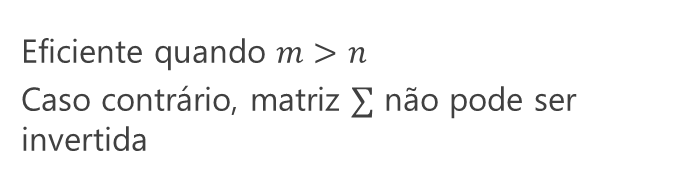 Eficiente quando m > n
Caso contrário, matriz ∑ não pode ser
invertida